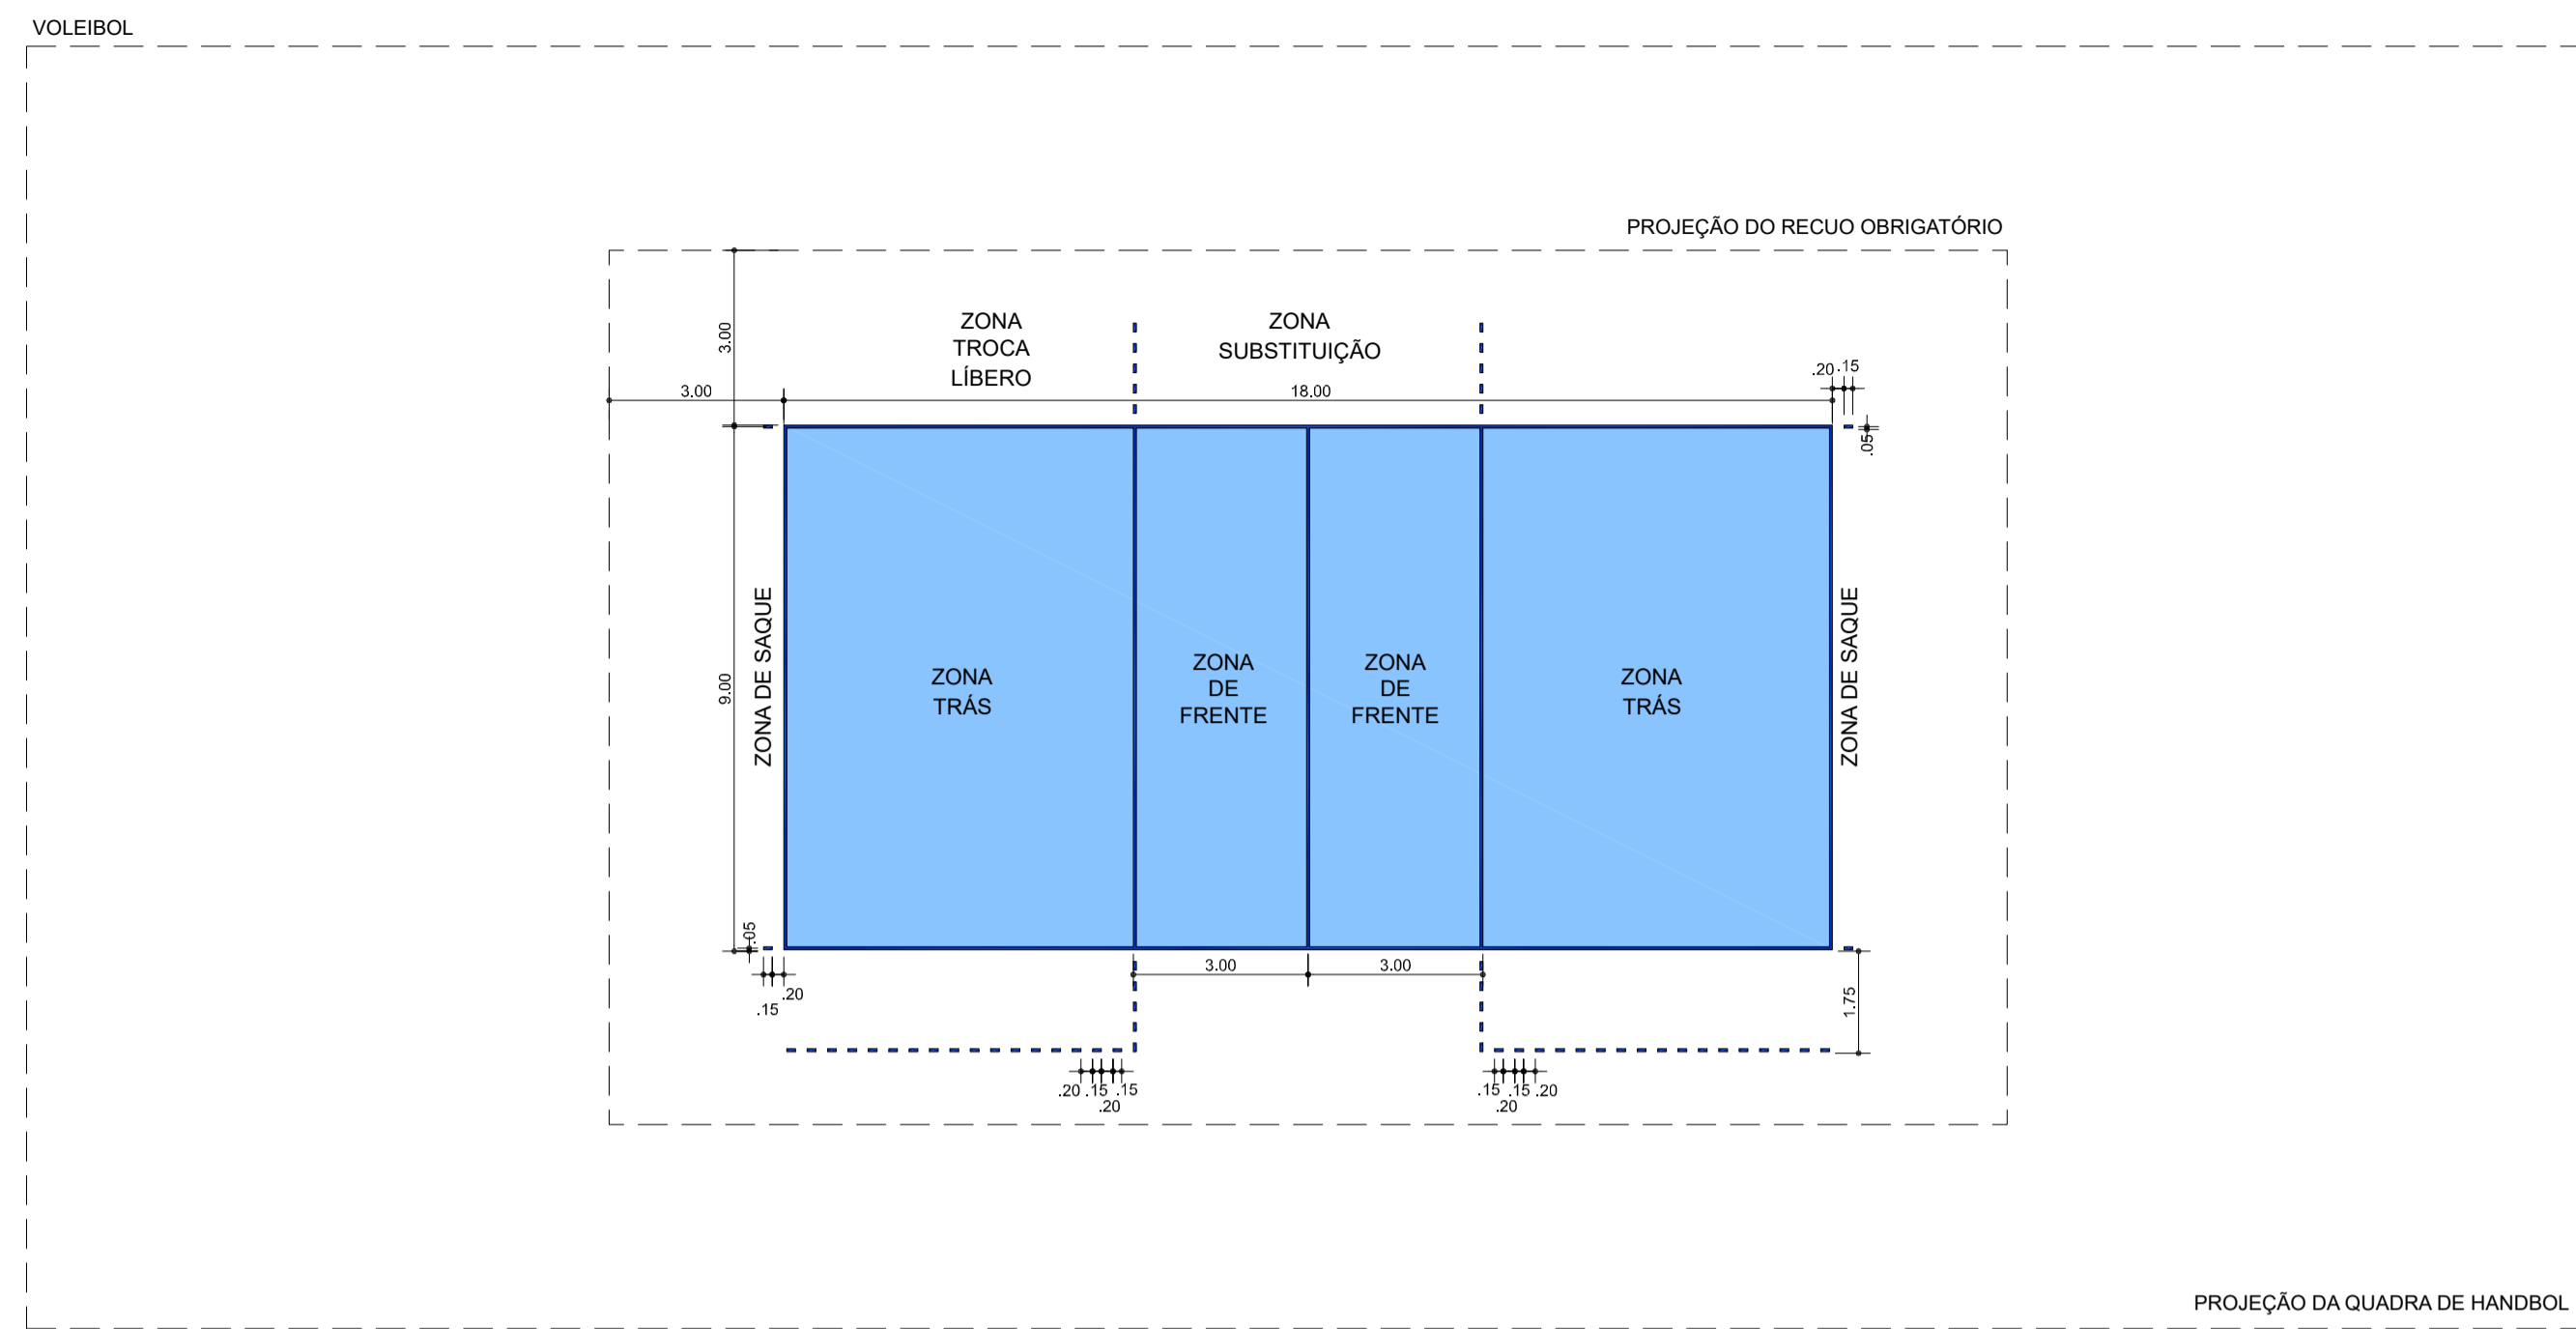 VOLEIBOL
PROJEÇÃO DO RECUO OBRIGATÓRIO
ZONA
TROCA
LÍBERO
ZONA
SUBSTITUIÇÃO
3.00
3.00
18.00
.20
.15
.05
9.00
ZONA DE SAQUE
ZONA
TRÁS
ZONA
DE
FRENTE
ZONA
DE
FRENTE
ZONA
TRÁS
ZONA DE SAQUE
.05
.20
.15
3.00
3.00
1.75
.20
.15
.15
.20
.15
.15
.20
.20
PROJEÇÃO DA QUADRA DE HANDBOL